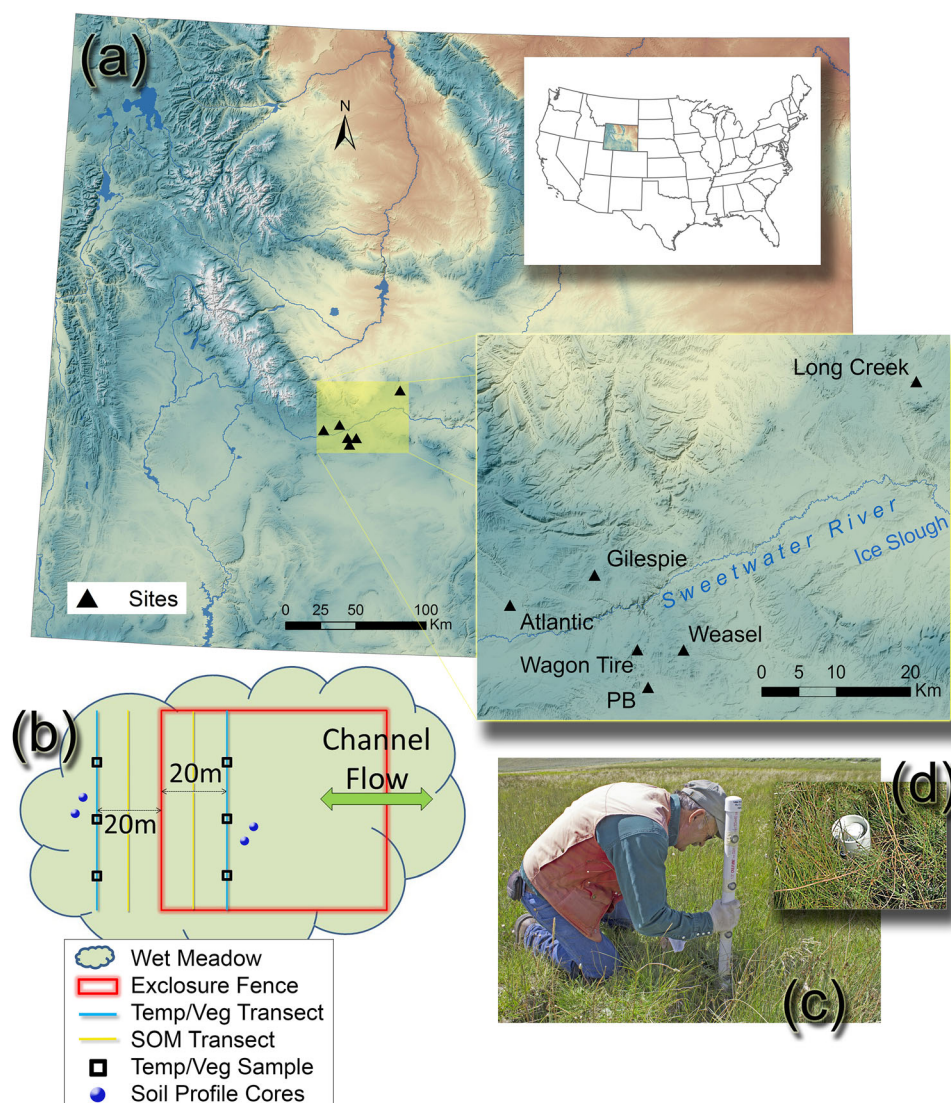 (a)
N
Long Creek
Sweetwater River
Ice Slough
Gilespie
Atlantic
Weasel
Wagon Tire
PB
0 5 10 20
Km
Sites
0 25 50 100
Km
(b)
Channel
Flow
20m
20m
Wet Meadow
Exclosure Fence
Temp/Veg Transect
SOM Transect
Temp/Veg Sample
Soil Profile Cores
(d)
(c)